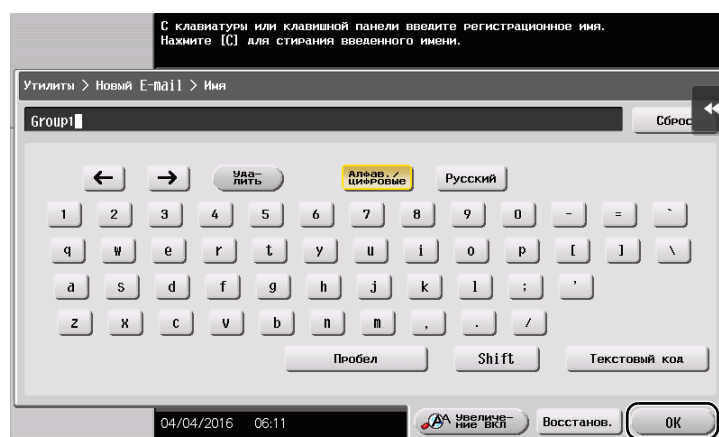 С клавиатуры или клавишной панели введите регистрационное имя.
Нажмите [C] для стирания введенного имени.
Утилиты > Новый E-mail > Имя
Group1
Сброс
← → Уда-
лить
Алфав./
цифровые
Русский
1 2 3 4 5 6 7 8 9 0 - = `
q w e r t y u i o p [ ] \
a s d f g h j k l ; '
z x c v b n m , . /
Пробел Shift Текстовый код
04/04/2016 06:11
Увеличе-
ние ВКЛ
Восстанов. OK